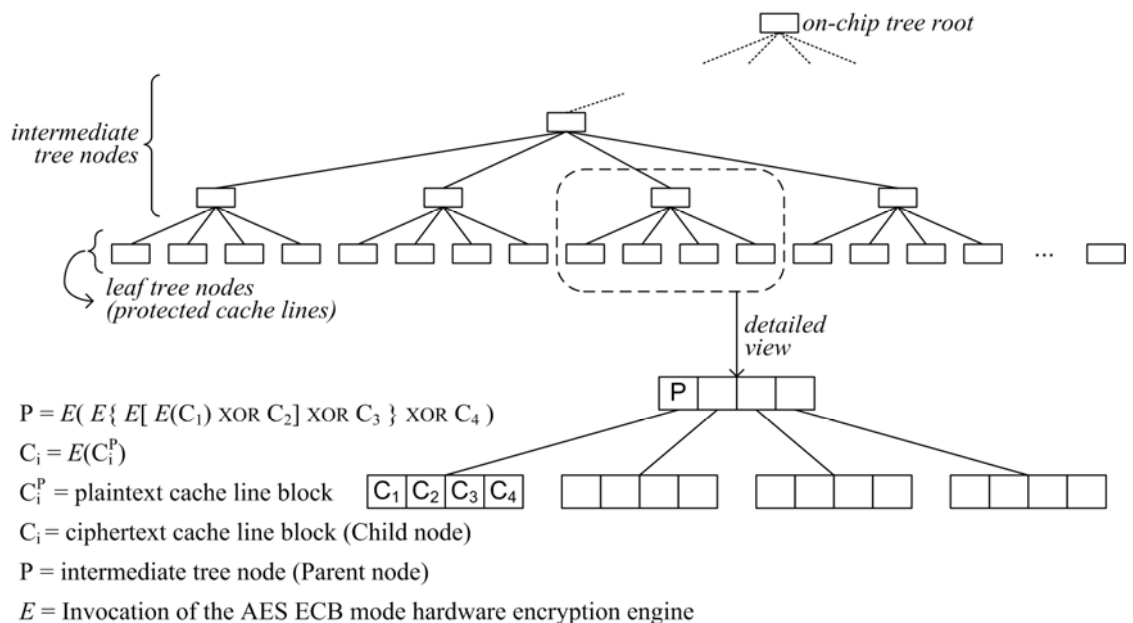 on-chip tree root
intermediate
tree nodes
leaf tree nodes
(protected cache lines)
...
detailed
view
P
P = E( E{ E[ E(C₁) XOR C₂] XOR C₃ } XOR C₄ )
Cᵢ = E(Cᵢᴾ)
Cᵢᴾ = plaintext cache line block
C₁ C₂ C₃ C₄
Cᵢ = ciphertext cache line block (Child node)
P = intermediate tree node (Parent node)
E = Invocation of the AES ECB mode hardware encryption engine